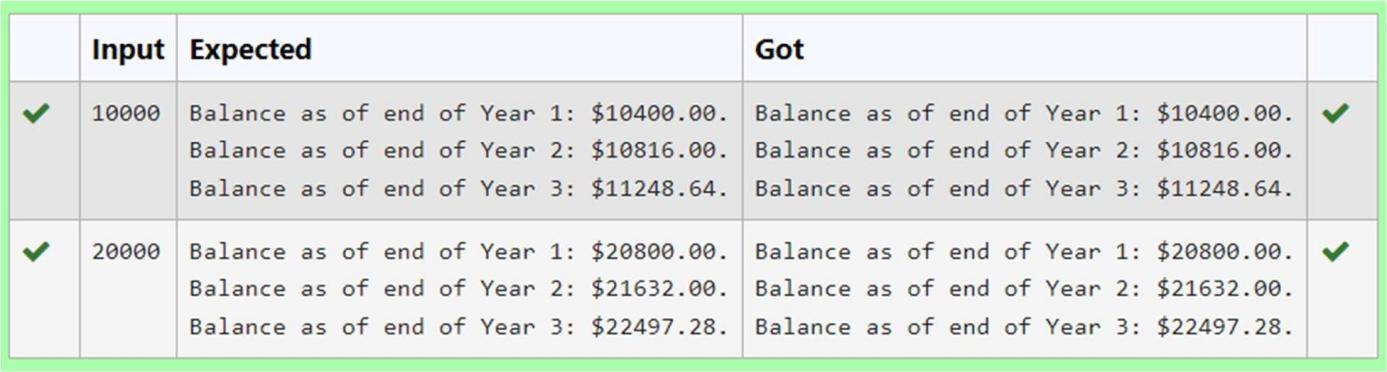 Input Expected Got
10000 Balance as of end of Year 1: $10400.00. Balance as of end of Year 1: $10400.00.
Balance as of end of Year 2: $10816.00. Balance as of end of Year 2: $10816.00.
Balance as of end of Year 3: $11248.64. Balance as of end of Year 3: $11248.64.
20000 Balance as of end of Year 1: $20800.00. Balance as of end of Year 1: $20800.00.
Balance as of end of Year 2: $21632.00. Balance as of end of Year 2: $21632.00.
Balance as of end of Year 3: $22497.28. Balance as of end of Year 3: $22497.28.